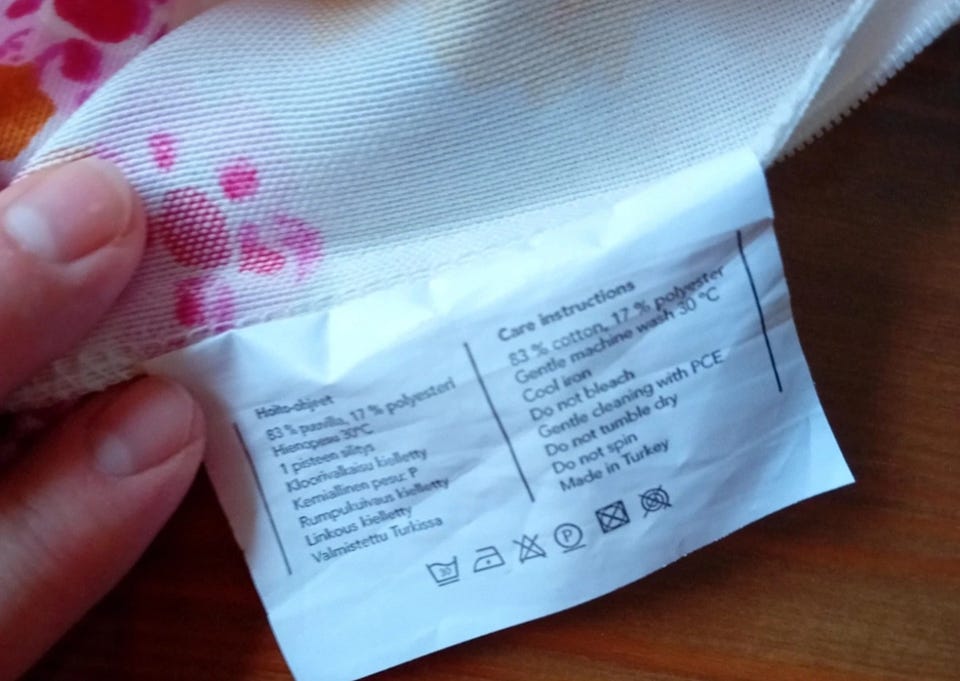 Hoito-ohjeet
83 % puuvilla, 17 % polyesteri
Hienopesu 30°C
1 pisteen silitys
Kloorivalkaisu kielletty
Kemiallinen pesu: P
Rumpukuivaus kielletty
Linkous kielletty
Valmistettu Turkissa
Care instructions
83 % cotton, 17 % polyester
Gentle machine wash 30 °C
Cool iron
Do not bleach
Gentle cleaning with PCE
Do not tumble dry
Do not spin
Made in Turkey
30 P